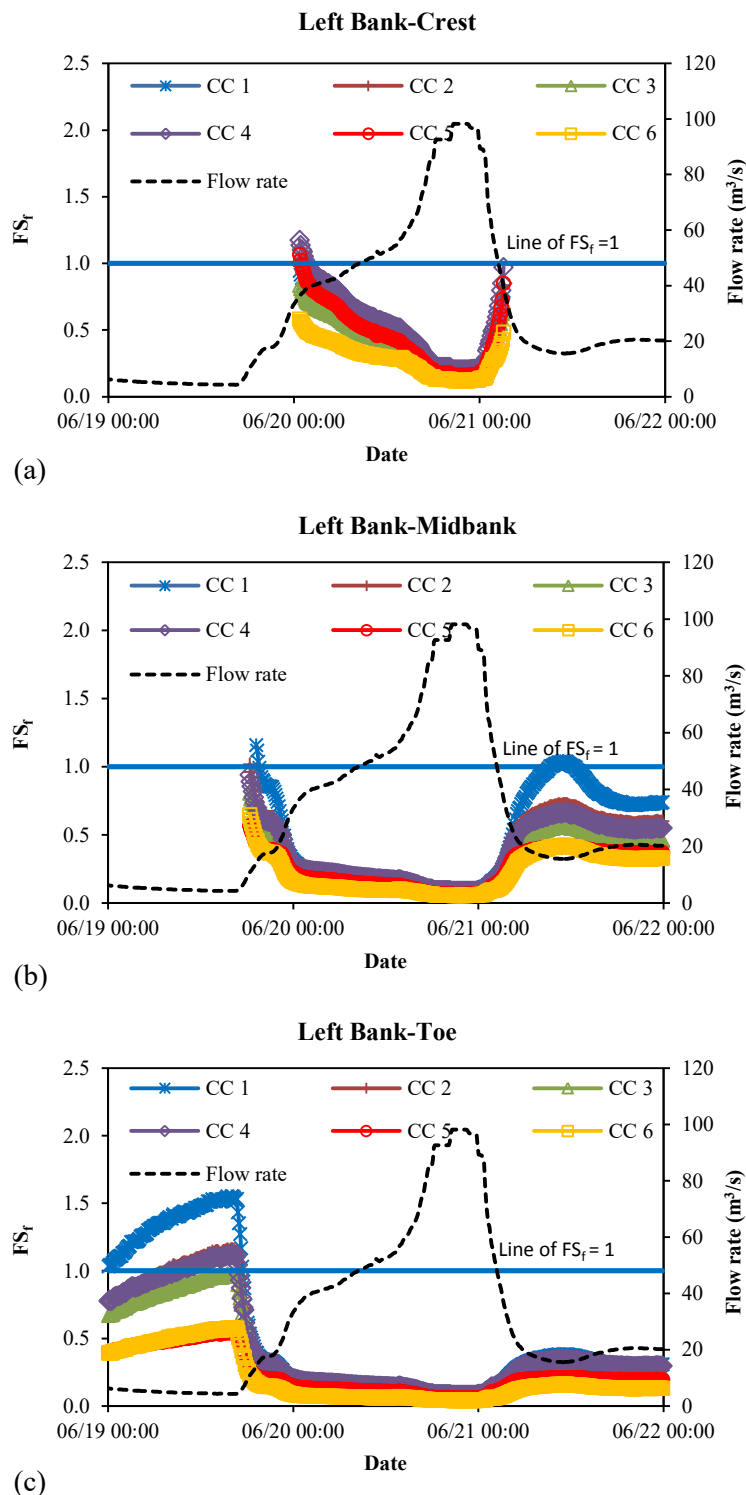 Left Bank-Crest
2.5 120
CC 1 CC 2 CC 3
2.0 100
CC 4 CC 5 CC 6
80
1.5 Flow rate
60
Line of FSf =1
1.0
40
0.5
20
0.0 0
FSf
Flow rate (m³/s)
06/19 00:00 06/20 00:00 06/21 00:00 06/22 00:00
Date
(a)
Left Bank-Midbank
2.5 120
CC 1 CC 2 CC 3
2.0 100
CC 4 CC 5 CC 6
80
1.5 Flow rate
60
Line of FSf = 1
1.0
40
0.5
20
0.0 0
FSf
Flow rate (m³/s)
06/19 00:00 06/20 00:00 06/21 00:00 06/22 00:00
Date
(b)
Left Bank-Toe
2.5 120
CC 1 CC 2 CC 3
2.0 100
CC 4 CC 5 CC 6
80
Flow rate
1.5
60
Line of FSf = 1
1.0
40
0.5
20
0.0 0
FSf
Flow rate (m³/s)
06/19 00:00 06/20 00:00 06/21 00:00 06/22 00:00
Date
(c)